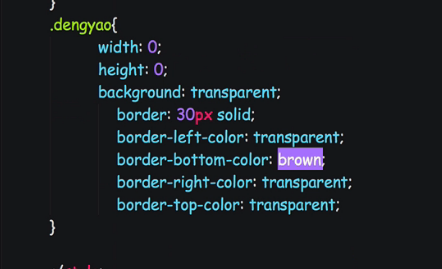 }
.dengyao{
width: 0;
height: 0;
background: transparent;
border: 30px solid;
border-left-color: transparent;
border-bottom-color: brown;
border-right-color: transparent;
border-top-color: transparent;
}